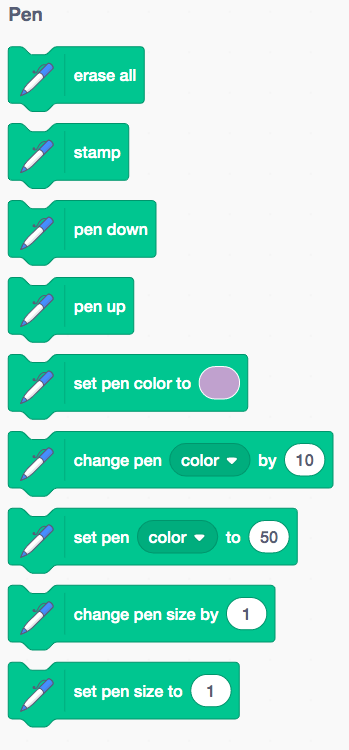 Pen
erase all
stamp
pen down
pen up
set pen color to
change pen color by 10
set pen color to 50
change pen size by 1
set pen size to 1